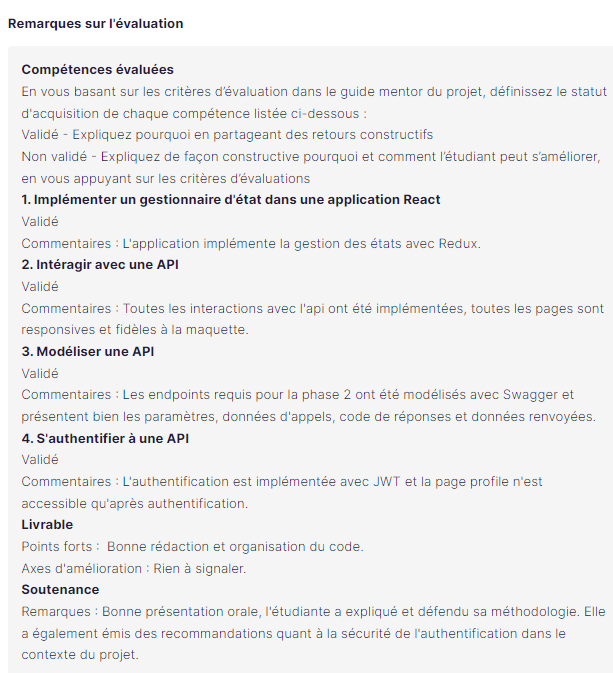 Remarques sur l'évaluation
Compétences évaluées
En vous basant sur les critères d'évaluation dans le guide mentor du projet, définissez le statut
d'acquisition de chaque compétence listée ci-dessous :
Validé - Expliquez pourquoi en partageant des retours constructifs
Non validé - Expliquez de façon constructive pourquoi et comment l'étudiant peut s'améliorer,
en vous appuyant sur les critères d'évaluations
1. Implémenter un gestionnaire d'état dans une application React
Validé
Commentaires : L'application implémente la gestion des états avec Redux.
2. Intéragir avec une API
Validé
Commentaires : Toutes les interactions avec l'api ont été implémentées, toutes les pages sont
responsives et fidèles à la maquette.
3. Modéliser une API
Validé
Commentaires : Les endpoints requis pour la phase 2 ont été modélisés avec Swagger et
présentent bien les paramètres, données d'appels, code de réponses et données renvoyées.
4. S'authentifier à une API
Validé
Commentaires : L'authentification est implémentée avec JWT et la page profile n'est
accessible qu'après authentification.
Livrable
Points forts : Bonne rédaction et organisation du code.
Axes d'amélioration : Rien à signaler.
Soutenance
Remarques : Bonne présentation orale, l'étudiante a expliqué et défendu sa méthodologie. Elle
a également émis des recommandations quant à la sécurité de l'authentification dans le
contexte du projet.